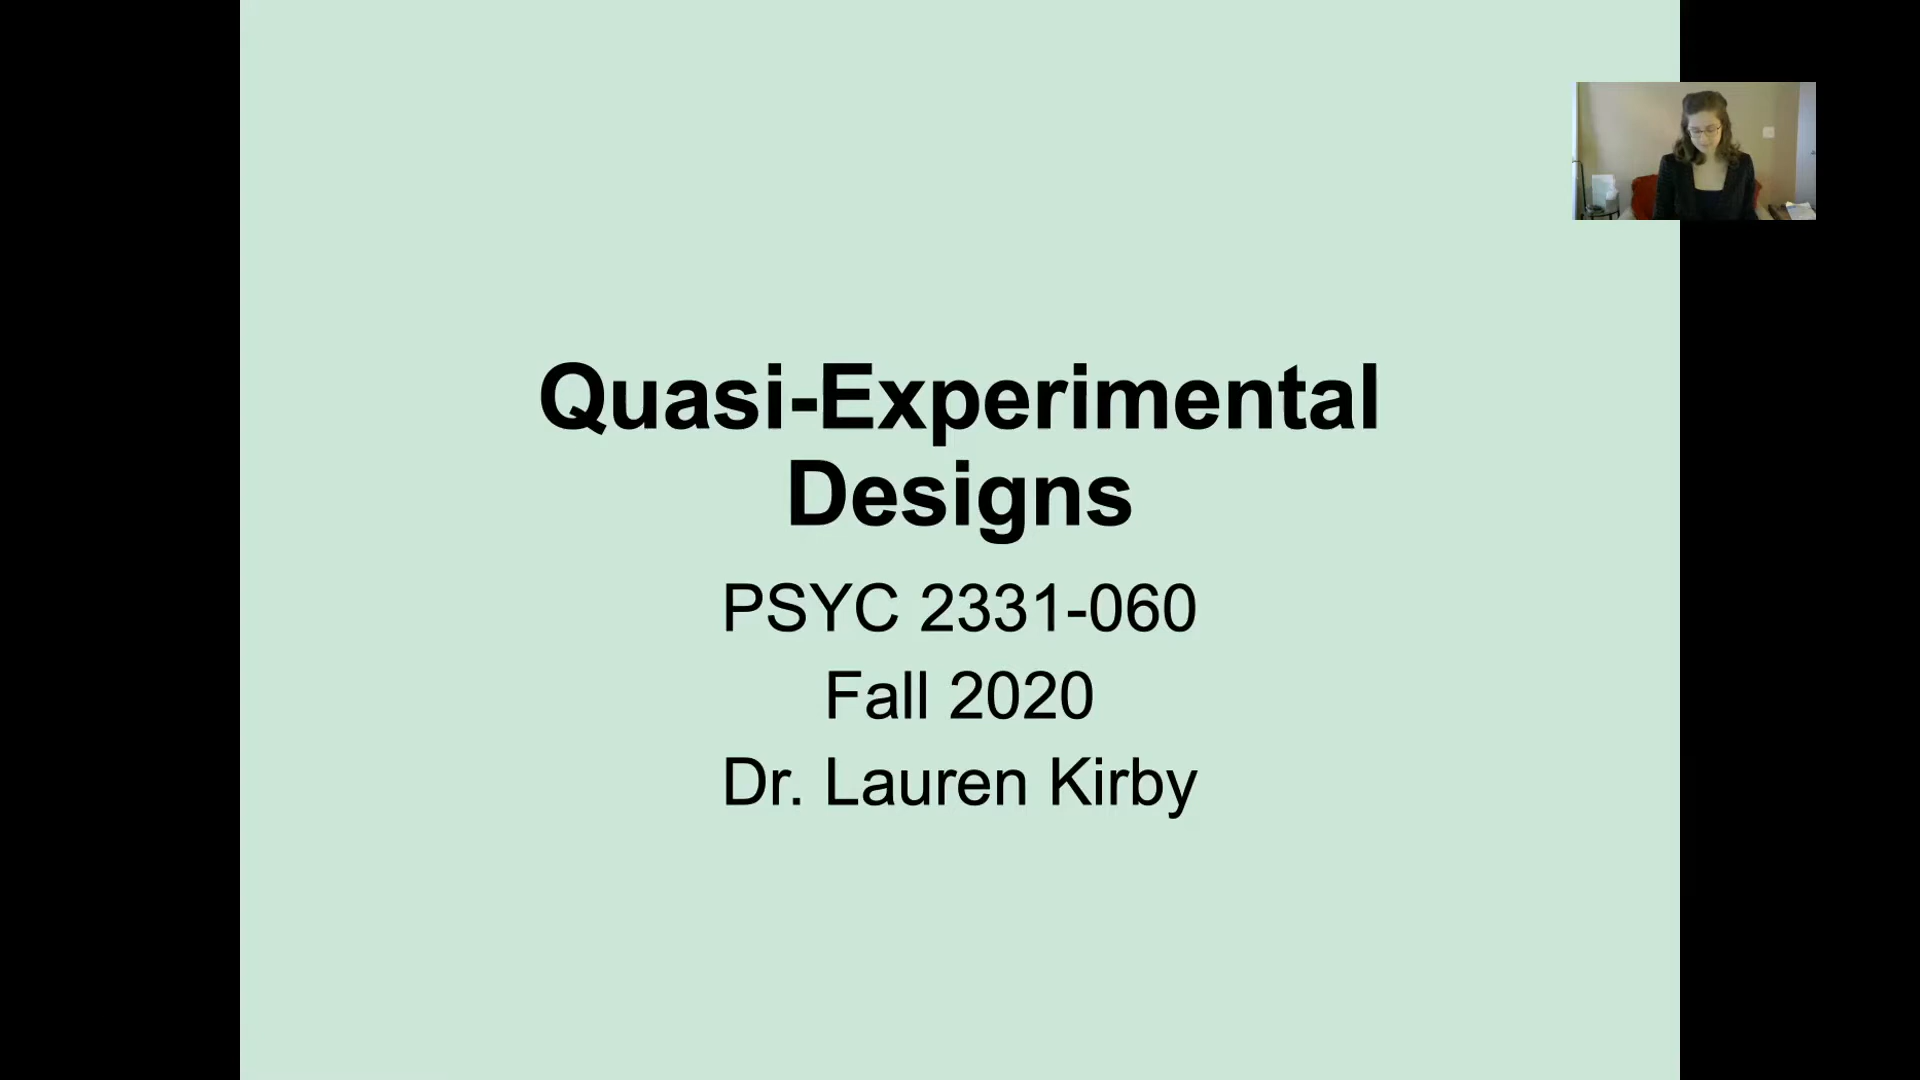 Quasi-Experimental
Designs
PSYC 2331-060
Fall 2020
Dr. Lauren Kirby